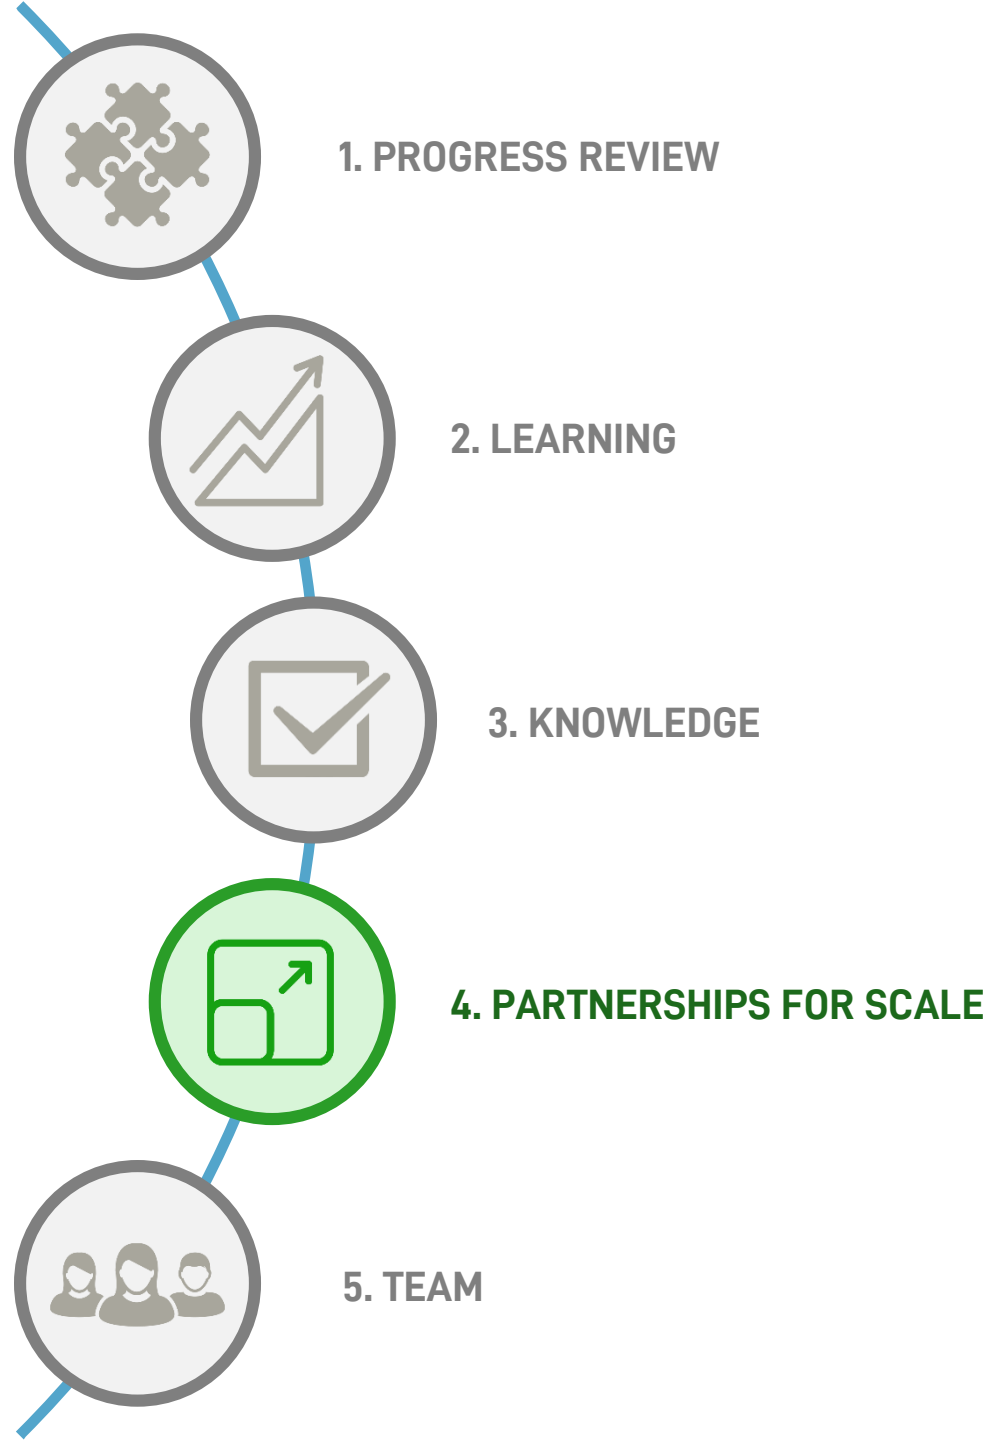 1. PROGRESS REVIEW
2. LEARNING
3. KNOWLEDGE
4. PARTNERSHIPS FOR SCALE
5. TEAM